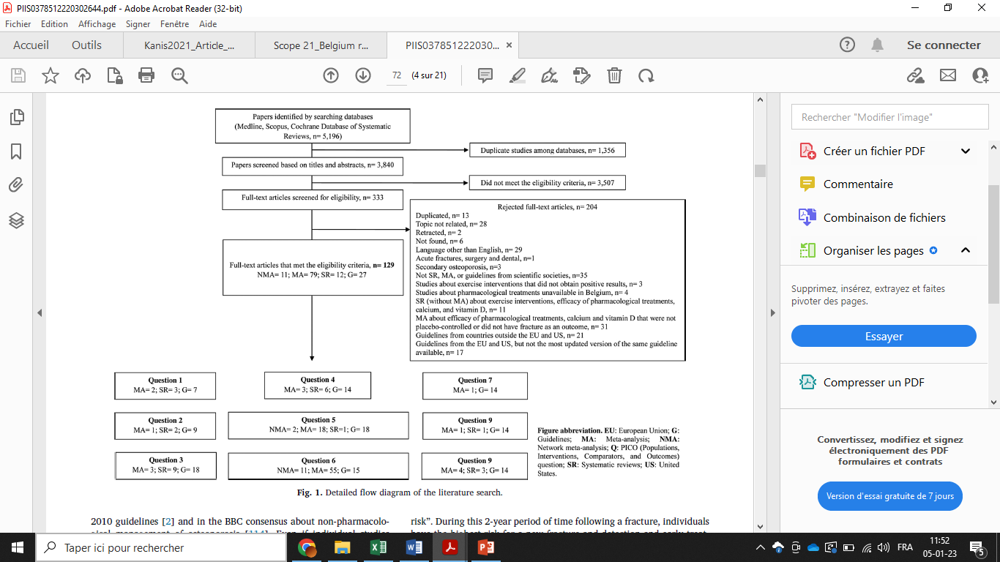 PIIS0378512220302644.pdf - Adobe Acrobat Reader (32-bit)
Fichier Edition Affichage Signer Fenêtre Aide
Accueil Outils Kanis2021_Article_... Scope 21_Belgium r... PIIS037851222030... Se connecter
72 (4 sur 21)
Papers identified by searching databases
(Medline, Scopus, Cochrane Database of Systematic
Reviews, n= 5,196)
Duplicate studies among databases, n= 1,356
Papers screened based on titles and abstracts, n= 3,840
Did not meet the eligibility criteria, n= 3,507
Full-text articles screened for eligibility, n= 333
Rejected full-text articles, n= 204
Duplicated, n= 13
Topic not related, n= 28
Retracted, n= 2
Not found, n= 6
Language other than English, n= 29
Acute fractures, surgery and dental, n=1
Secondary osteoporosis, n=3
Not SR, MA, or guidelines from scientific societies, n=35
Studies about exercise interventions that did not obtain positive results, n= 3
Studies about pharmacological treatments unavailable in Belgium, n= 4
SR (without MA) about exercise interventions, efficacy of pharmacological treatments,
calcium, and vitamin D, n= 11
MA about efficacy of pharmacological treatments, calcium and vitamin D that were not
placebo-controlled or did not have fracture as an outcome, n= 31
Guidelines from countries outside the EU and US, n= 21
Guidelines from the EU and US, but not the most updated version of the same guideline
available, n= 17
Full-text articles that met the eligibility criteria, n= 129
NMA= 11; MA= 79; SR= 12; G= 27
Question 1
MA= 2; SR= 3; G= 7
Question 4
MA= 3; SR= 6; G= 14
Question 7
MA= 1; G= 14
Question 2
MA= 1; SR= 2; G= 9
Question 5
NMA= 2; MA= 18; SR=1; G= 18
Question 9
MA= 1; SR= 1; G= 14
Question 3
MA= 3; SR= 9; G= 18
Question 6
NMA= 11; MA= 55; G= 15
Question 9
MA= 4; SR= 3; G= 14
Figure abbreviation. EU: European Union; G:
Guidelines; MA: Meta-analysis; NMA:
Network meta-analysis; Q: PICO (Populations,
Interventions, Comparators, and Outcomes)
question; SR: Systematic reviews; US: United
States.
Fig. 1. Detailed flow diagram of the literature search.
2010 guidelines [2] and in the BBC consensus about non-pharmacolo-
risk". During this 2-year period of time following a fracture, individuals
Rechercher "Modifier l'image"
Créer un fichier PDF
Commentaire
Combinaison de fichiers
Organiser les pages
Supprimez, insérez, extrayez et faites
pivoter des pages.
Essayer
Compresser un PDF
Convertissez, modifiez et signez
électroniquement des PDF
formulaires et contrats
Version d'essai gratuite de 7 jours
Taper ici pour rechercher
FRA
11:52
05-01-23
5